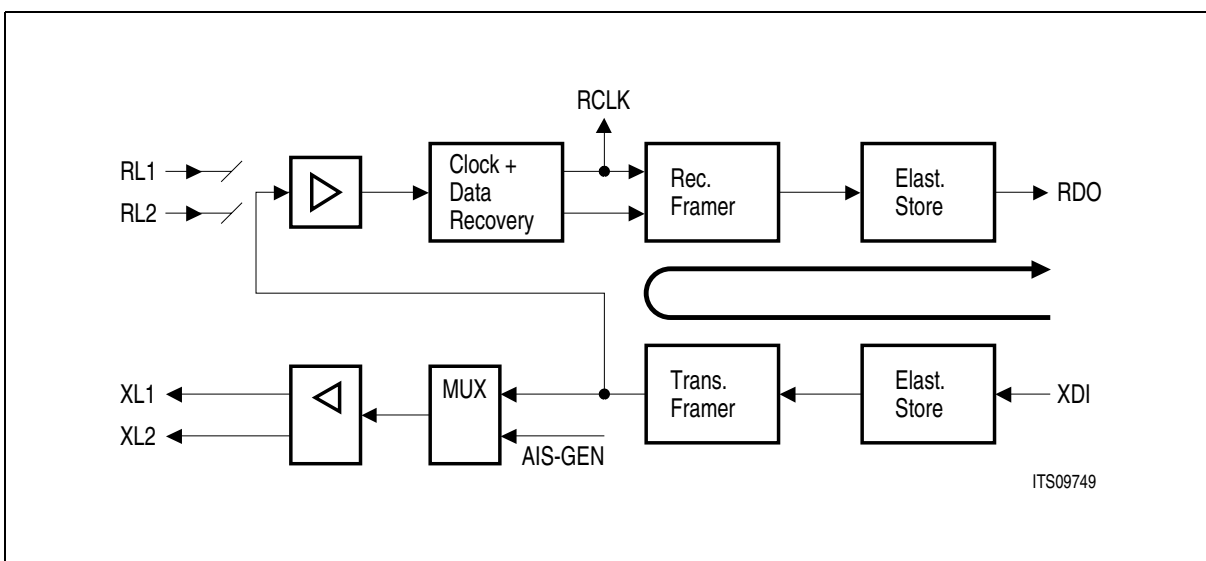 RCLK
RL1
RL2
Clock +
Data
Recovery
Rec.
Framer
Elast.
Store
RDO
XL1
XL2
MUX
AIS-GEN
Trans.
Framer
Elast.
Store
XDI
ITS09749